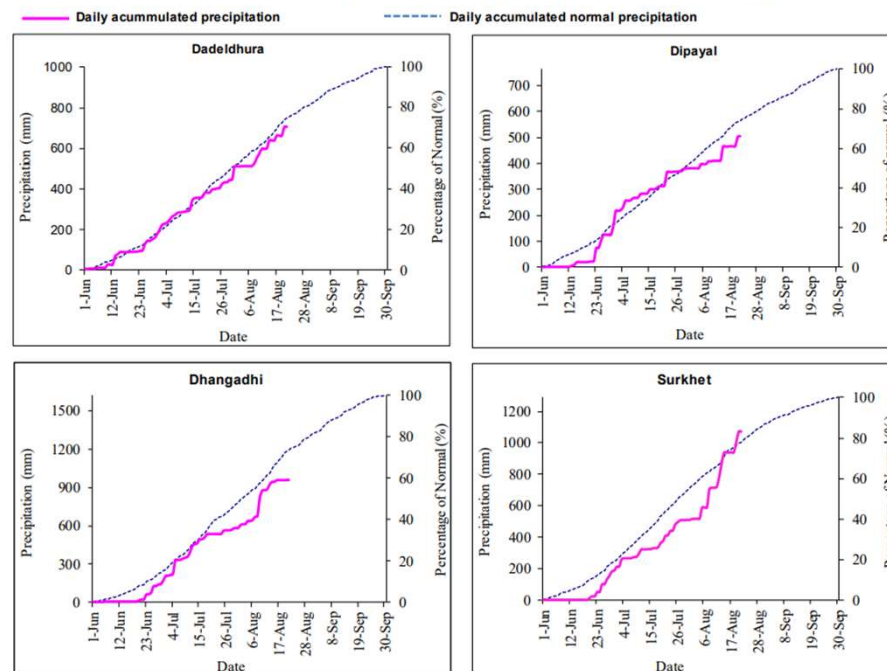 Daily acummulated precipitation
Daily accumulated normal precipitation
Dadeldhura
Precipitation (mm)
1000
800
600
400
200
0
100
80
60
40
20
0
Percentage of Normal (%)
1-Jun
12-Jun
23-Jun
4-Jul
15-Jul
26-Jul
6-Aug
17-Aug
28-Aug
8-Sep
19-Sep
30-Sep
Date
Dipayal
Precipitation (mm)
700
600
500
400
300
200
100
0
100
80
60
40
20
0
1-Jun
12-Jun
23-Jun
4-Jul
15-Jul
26-Jul
6-Aug
17-Aug
28-Aug
8-Sep
19-Sep
30-Sep
Date
Dhangadhi
Precipitation (mm)
1500
1200
900
600
300
0
100
80
60
40
20
0
Percentage of Normal (%)
1-Jun
12-Jun
23-Jun
4-Jul
15-Jul
26-Jul
6-Aug
17-Aug
28-Aug
8-Sep
19-Sep
30-Sep
Date
Surkhet
Precipitation (mm)
1200
1000
800
600
400
200
0
100
80
60
40
20
0
1-Jun
12-Jun
23-Jun
4-Jul
15-Jul
26-Jul
6-Aug
17-Aug
28-Aug
8-Sep
19-Sep
30-Sep
Date